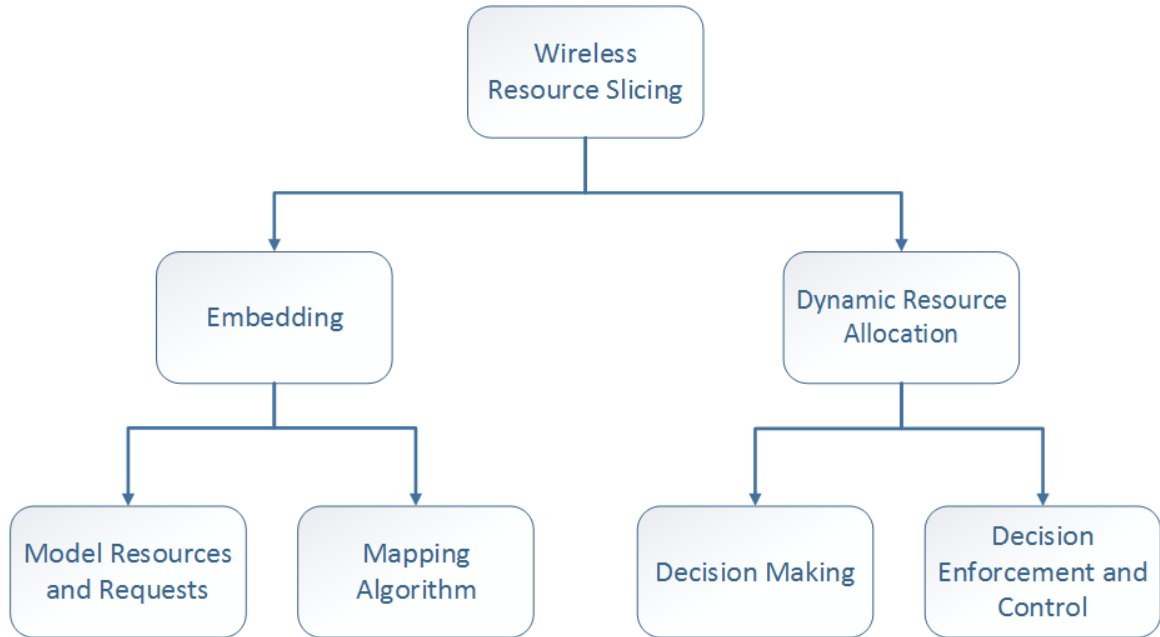 Wireless
Resource Slicing
Embedding
Dynamic Resource
Allocation
Model Resources
and Requests
Mapping
Algorithm
Decision Making
Decision
Enforcement and
Control